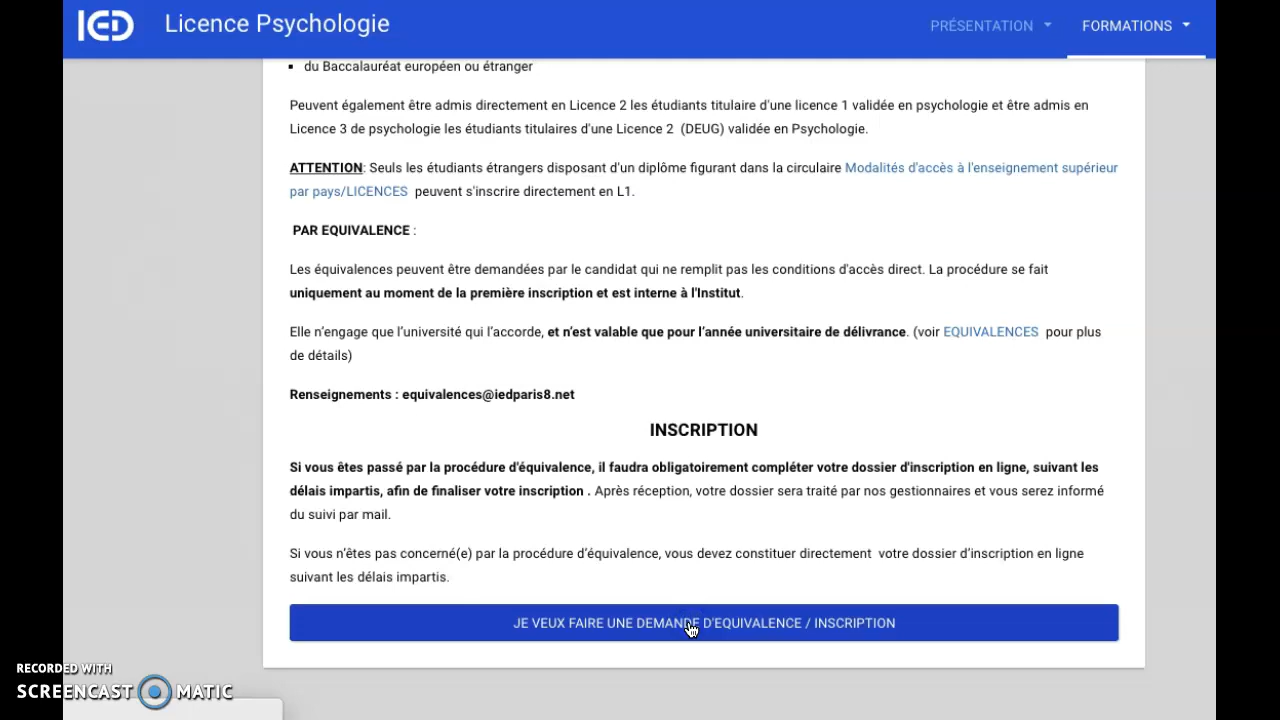 IED
Licence Psychologie
PRÉSENTATION
FORMATIONS
du Baccalauréat européen ou étranger
Peuvent également être admis directement en Licence 2 les étudiants titulaire d'une licence 1 validée en psychologie et être admis en
Licence 3 de psychologie les étudiants titulaires d'une Licence 2 (DEUG) validée en Psychologie.
ATTENTION: Seuls les étudiants étrangers disposant d'un diplôme figurant dans la circulaire Modalités d'accès à l'enseignement supérieur
par pays/LICENCES peuvent s'inscrire directement en L1.
PAR EQUIVALENCE :
Les équivalences peuvent être demandées par le candidat qui ne remplit pas les conditions d'accès direct. La procédure se fait
uniquement au moment de la première inscription et est interne à l'Institut.
Elle n’engage que l’université qui l’accorde, et n’est valable que pour l’année universitaire de délivrance. (voir EQUIVALENCES pour plus
de détails)
Renseignements : equivalences@iedparis8.net
INSCRIPTION
Si vous êtes passé par la procédure d'équivalence, il faudra obligatoirement compléter votre dossier d'inscription en ligne, suivant les
délais impartis, afin de finaliser votre inscription . Après réception, votre dossier sera traité par nos gestionnaires et vous serez informé
du suivi par mail.
Si vous n’êtes pas concerné(e) par la procédure d’équivalence, vous devez constituer directement votre dossier d’inscription en ligne
suivant les délais impartis.
JE VEUX FAIRE UNE DEMANDE D'EQUIVALENCE / INSCRIPTION
RECORDED WITH
SCREENCAST MATIC